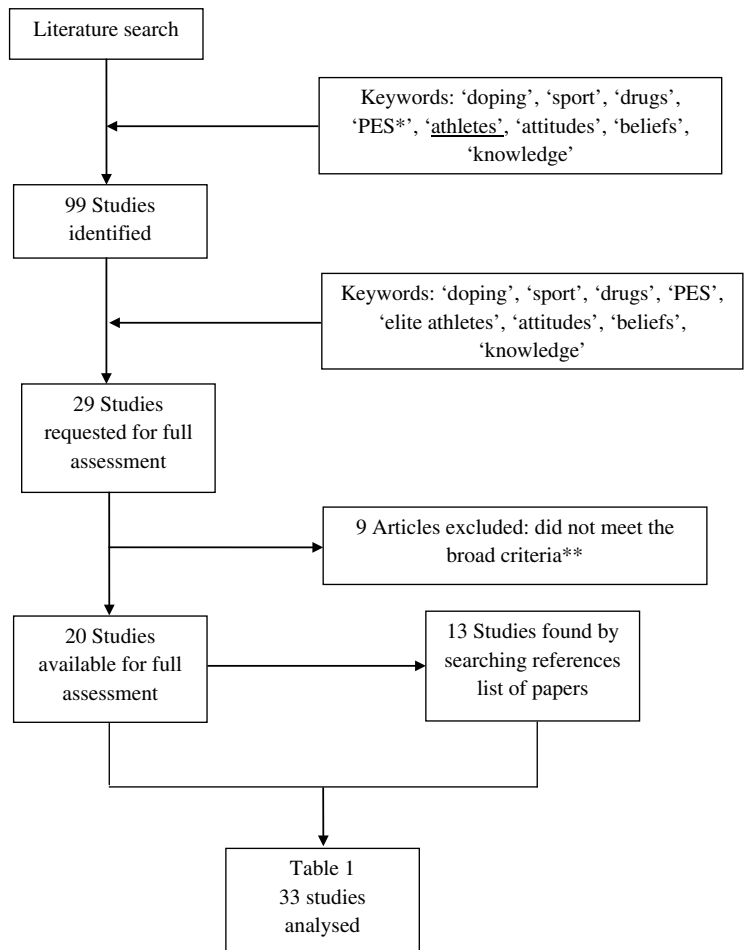 Literature search
Keywords: ‘doping’, ‘sport’, ‘drugs’,
‘PES*’, ‘athletes’, ‘attitudes’, ‘beliefs’,
‘knowledge’
99 Studies
identified
Keywords: ‘doping’, ‘sport’, ‘drugs’, ‘PES’,
‘elite athletes’, ‘attitudes’, ‘beliefs’,
‘knowledge’
29 Studies
requested for full
assessment
9 Articles excluded: did not meet the
broad criteria**
20 Studies
available for full
assessment
13 Studies found by
searching references
list of papers
Table 1
33 studies
analysed